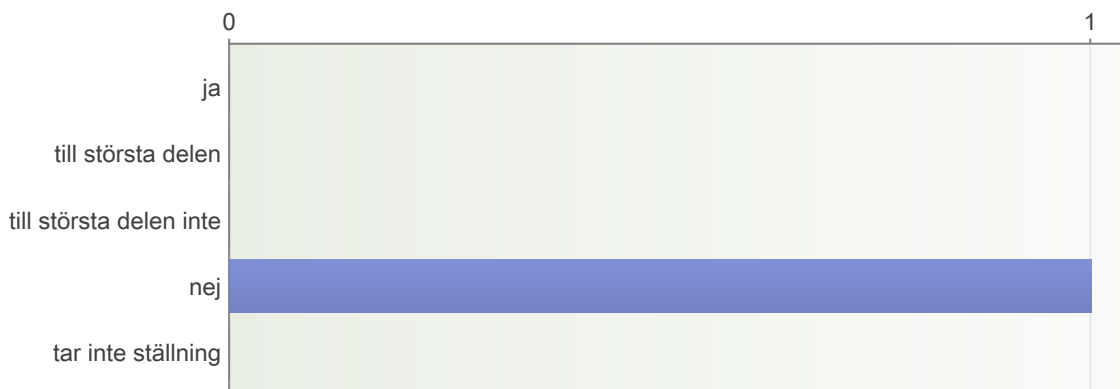 0 1
ja
till största delen
till största delen inte
nej
tar inte ställning